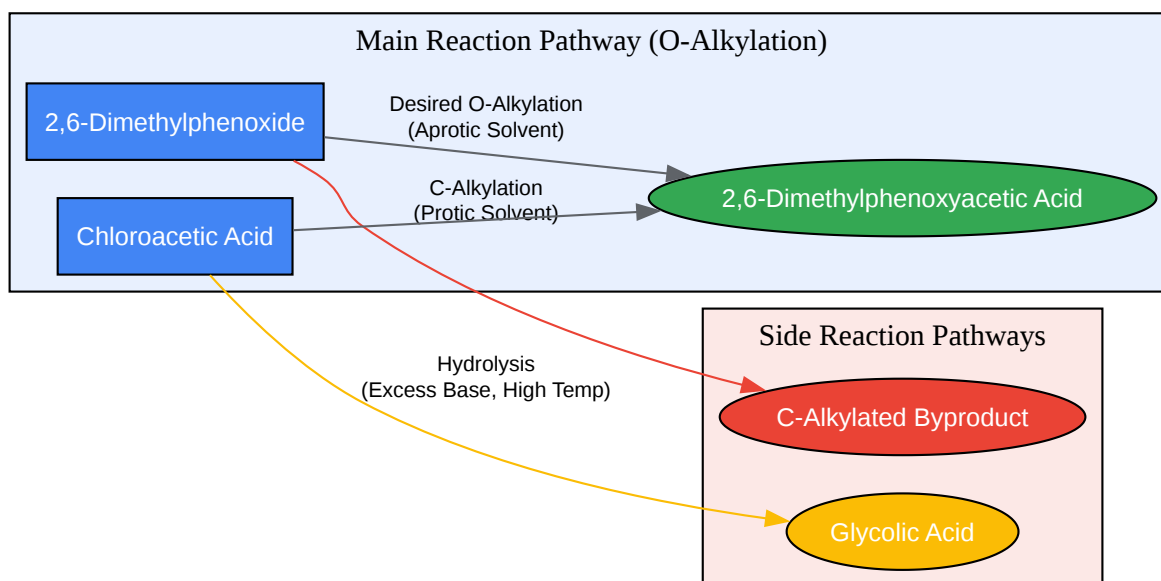 Main Reaction Pathway (O-Alkylation)
2,6-Dimethylphenoxide
Desired O-Alkylation
(Aprotic Solvent)
C-Alkylation
(Protic Solvent)
2,6-Dimethylphenoxyacetic Acid
Chloroacetic Acid
Side Reaction Pathways
Hydrolysis
(Excess Base, High Temp)
C-Alkylated Byproduct
Glycolic Acid